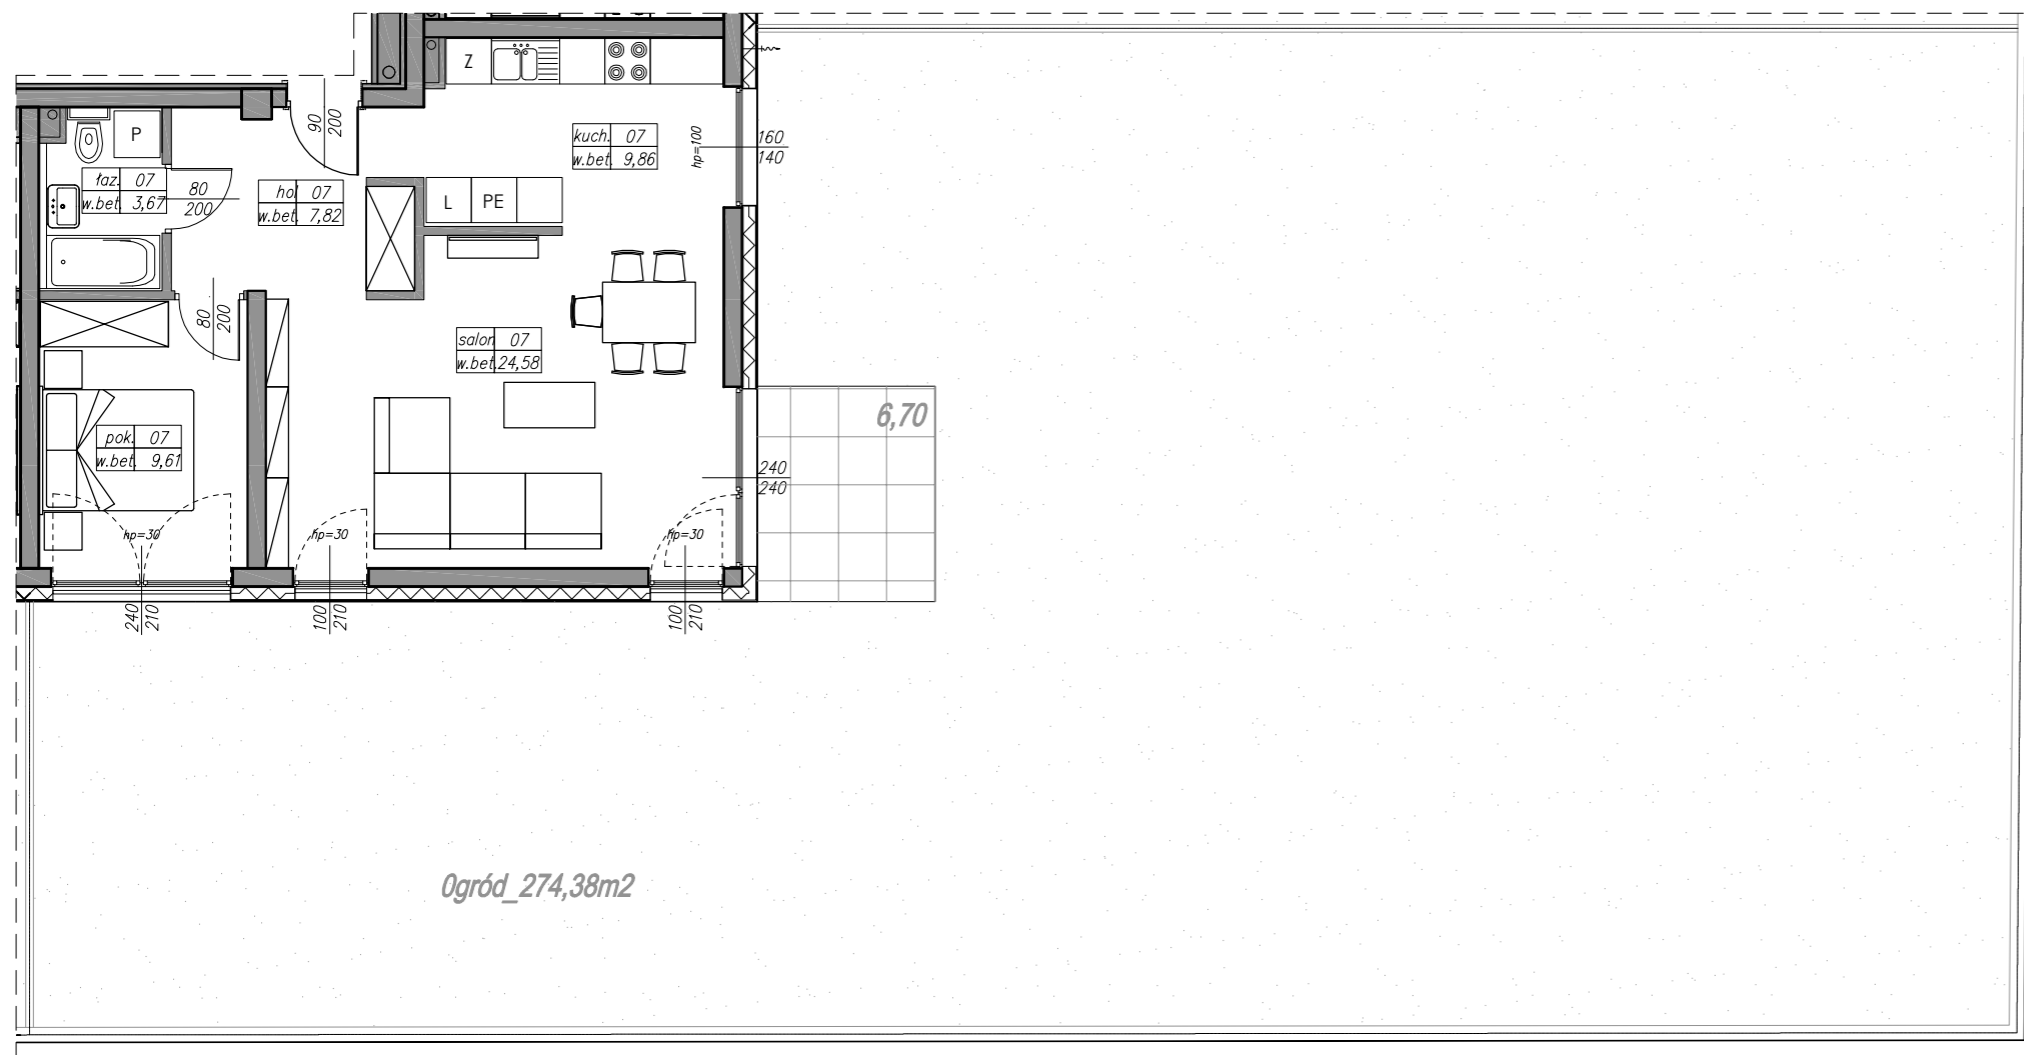 Z
90
200
P
kuch. 07
w.bet. 9,86
hp=100
160
140
łaz. 07
w.bet. 3,67
80
200
hol 07
w.bet. 7,82
L
PE
80
200
salon 07
w.bet. 24,58
6,70
pok. 07
w.bet. 9,61
240
240
hp=30
hp=30
hp=30
240
210
100
210
100
210
0gród_274,38m2